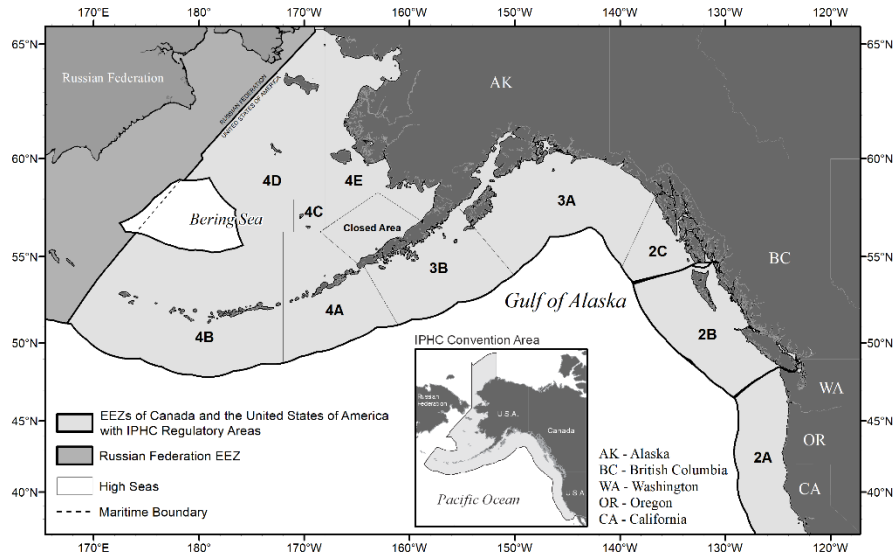 170°E
180°
170°W
160°W
150°W
140°W
130°W
120°W
65°N
65°N
Russian Federation
RUSSIAN FEDERATION
UNITED STATES OF AMERICA
AK
60°N
60°N
4D
4E
3A
4C
Bering Sea
Closed Area
2C
BC
55°N
55°N
3B
4A
Gulf of Alaska
2B
4B
50°N
50°N
IPHC Convention Area
Russian
Federation
U.S.A.
Canada
U.S.A
Pacific Ocean
WA
45°N
45°N
OR
2A
CA
40°N
40°N
EEZs of Canada and the United States of America
with IPHC Regulatory Areas
Russian Federation EEZ
High Seas
Maritime Boundary
AK - Alaska
BC - British Columbia
WA - Washington
OR - Oregon
CA - California
170°E
180°
170°W
160°W
150°W
140°W
130°W
120°W